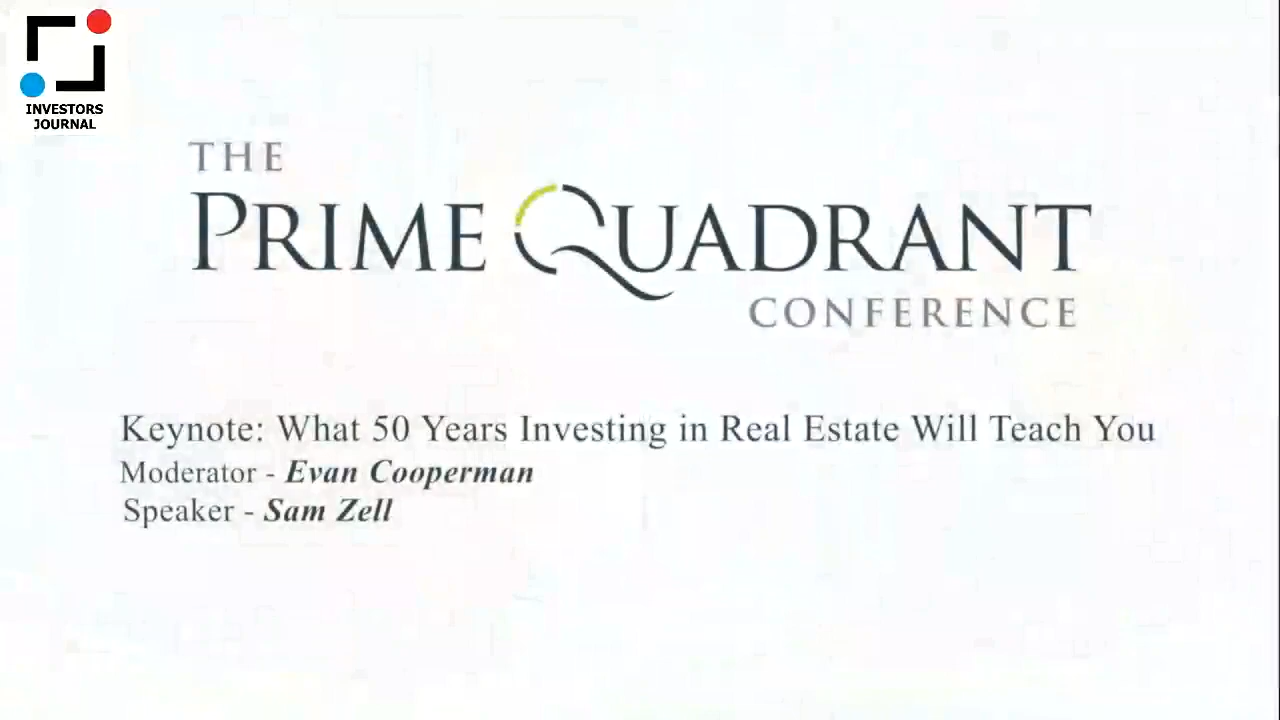 INVESTORS
JOURNAL
THE
PRIME QUADRANT
CONFERENCE
Keynote: What 50 Years Investing in Real Estate Will Teach You
Moderator - Evan Cooperman
Speaker - Sam Zell